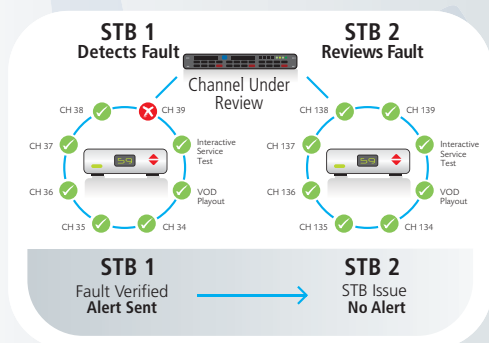 STB 1
Detects Fault
STB 2
Reviews Fault
Channel Under
Review
CH 38
CH 39
CH 37
Interactive
Service
Test
CH 36
VOD
Playout
CH 35
CH 34
59
CH 138
CH 139
CH 137
Interactive
Service
Test
CH 136
VOD
Playout
CH 135
CH 134
59
STB 1
Fault Verified
Alert Sent
STB 2
STB Issue
No Alert